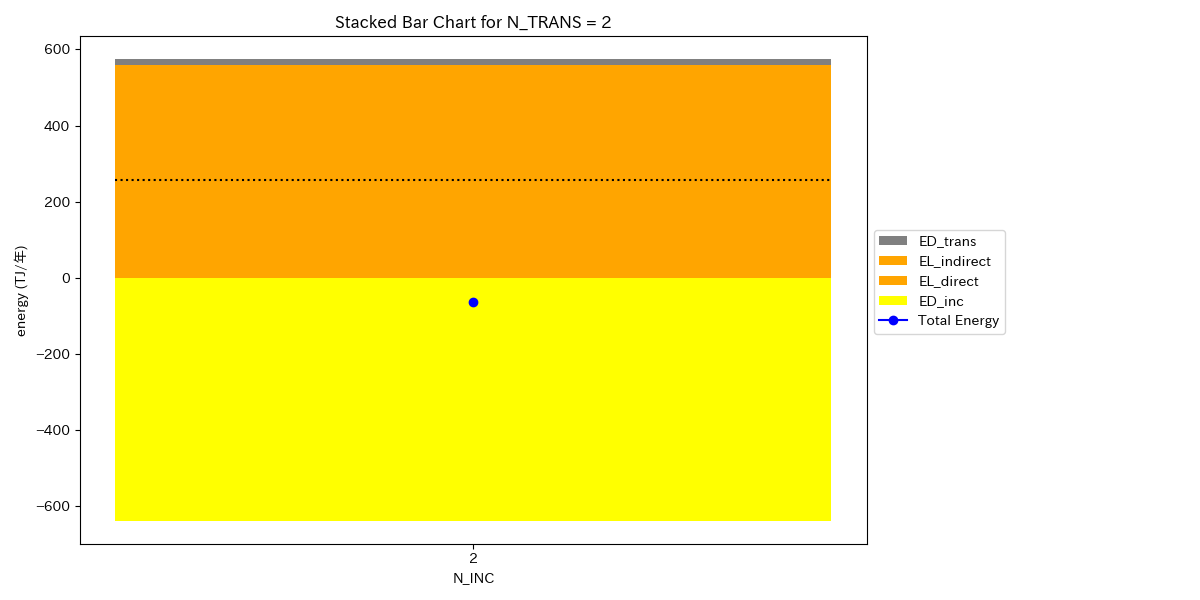 Stacked Bar Chart for N_TRANS = 2
energy (TJ/年)
600
400
200
0
−200
−400
−600
2
N_INC
ED_trans
EL_indirect
EL_direct
ED_inc
Total Energy